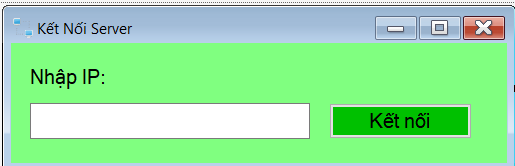 Kết Nối Server
Nhập IP:
Kết nối